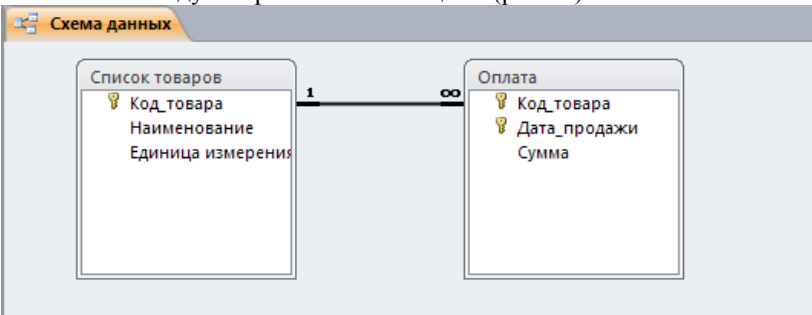 Схема данных
Список товаров
Код_товара
Наименование
Единица измерения
1
∞
Оплата
Код_товара
Дата_продажи
Сумма